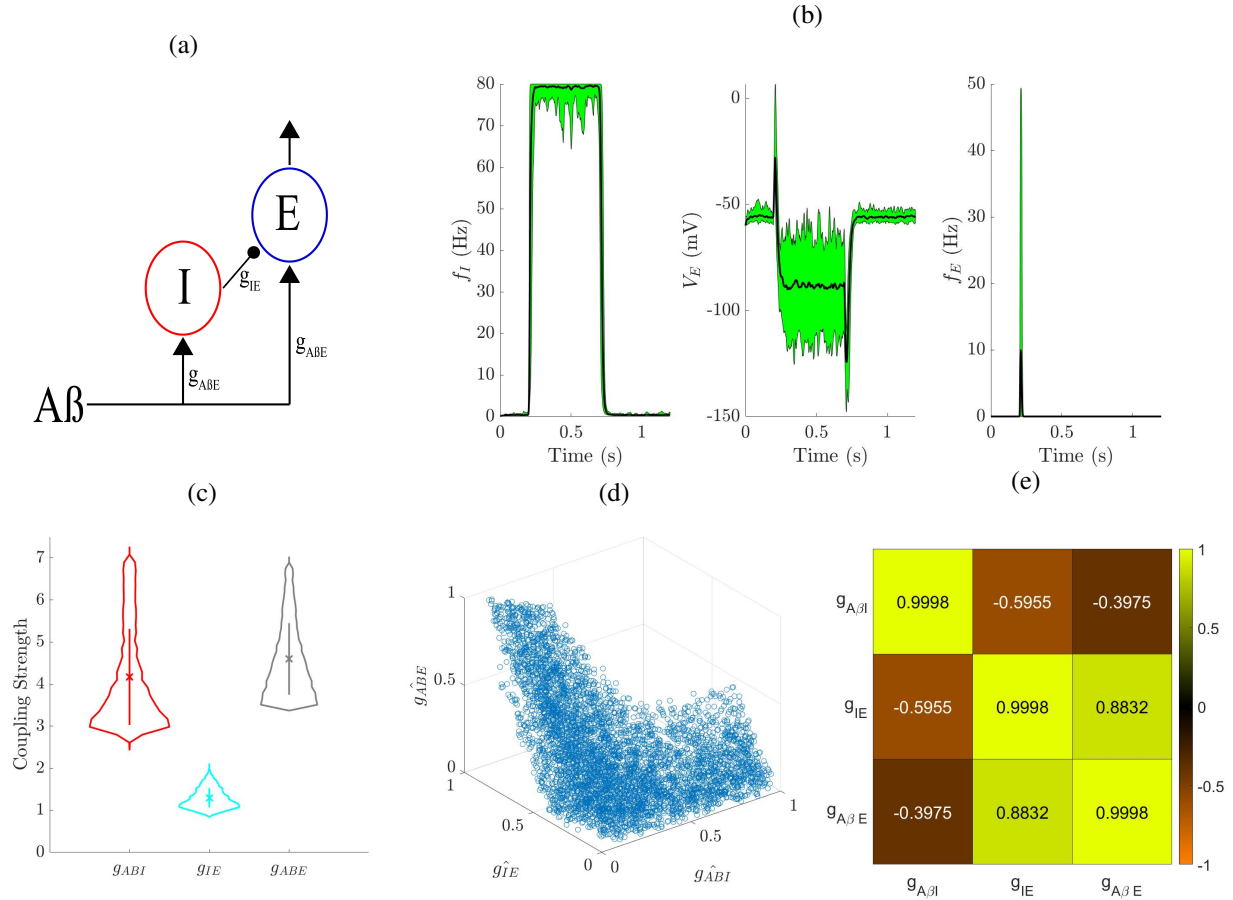 (a)
E
I
g_IE
g_AßE
g_AßE
Aß
(b)
80
70
60
50
40
30
20
10
0
f_I (Hz)
0 0.5 1
Time (s)
0
-50
-100
-150
V_E (mV)
0 0.5 1
Time (s)
50
40
30
20
10
0
f_E (Hz)
0 1
Time (s)
(c)
7
6
5
4
3
2
1
0
Coupling Strength
g_ABI g_IE g_ABE
(d)
1
0.5
0
gˆ_ABE
1
0.5
0
gˆ_IE
0
0.5
1
gˆ_ABI
(e)
g_AβI 0.9998 -0.5955 -0.3975
g_IE -0.5955 0.9998 0.8832
g_Aβ E -0.3975 0.8832 0.9998
g_AβI g_IE g_Aβ E
1
0.5
0
-0.5
-1